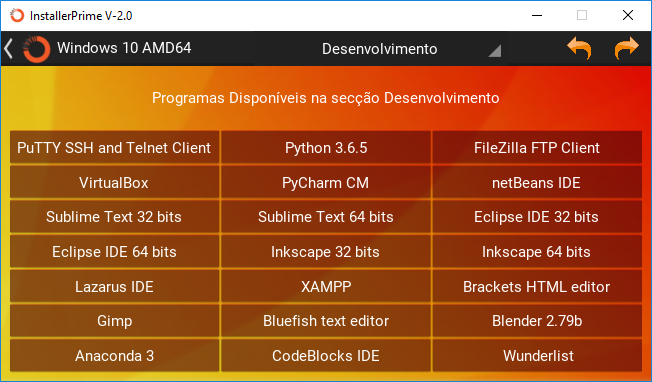 InstallerPrime V-2.0
Windows 10 AMD64 Desenvolvimento
Programas Disponíveis na secção Desenvolvimento
PuTTY SSH and Telnet Client Python 3.6.5 FileZilla FTP Client
VirtualBox PyCharm CM netBeans IDE
Sublime Text 32 bits Sublime Text 64 bits Eclipse IDE 32 bits
Eclipse IDE 64 bits Inkscape 32 bits Inkscape 64 bits
Lazarus IDE XAMPP Brackets HTML editor
Gimp Bluefish text editor Blender 2.79b
Anaconda 3 CodeBlocks IDE Wunderlist